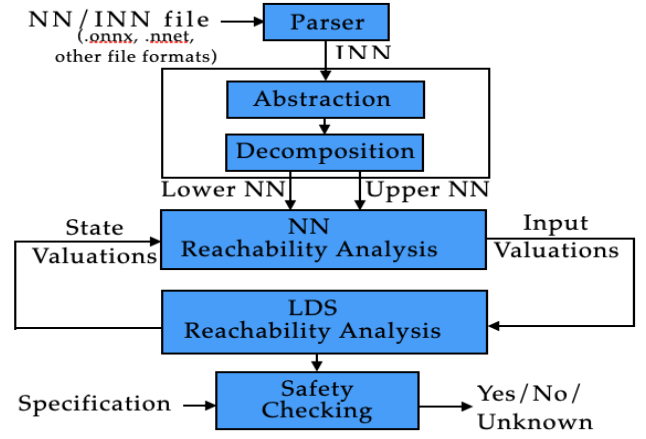 NN/INN file
(.onnx, .nnet,
other file formats)
Parser
INN
Abstraction
Decomposition
Lower NN
Upper NN
State
Valuations
NN
Reachability Analysis
Input
Valuations
LDS
Reachability Analysis
Specification
Safety
Checking
Yes/No/
Unknown